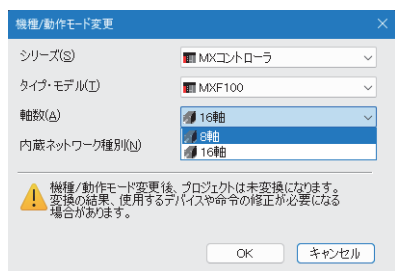 機種/動作モード変更
シリーズ(S) MXコントローラ
タイプ・モデル(T) MXF100
軸数(A) 16軸
8軸
内蔵ネットワーク種別(N) 16軸
機種/動作モード変更後、プロジェクトは未変換になります。
変換の結果、使用するデバイスや命令の修正が必要になる
場合があります。
OK キャンセル